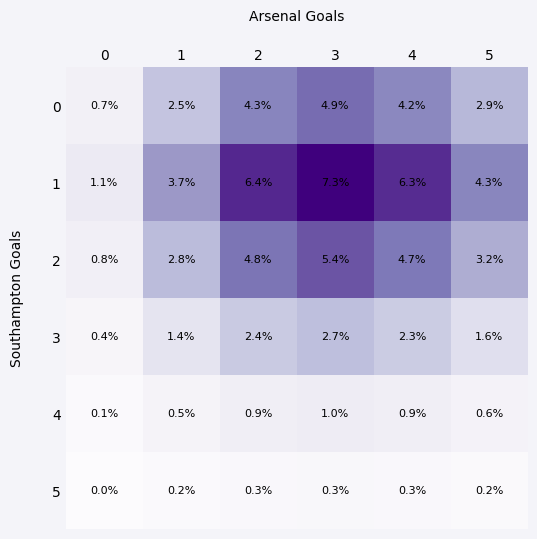 Arsenal Goals
0 1 2 3 4 5
0 0.7% 2.5% 4.3% 4.9% 4.2% 2.9%
1 1.1% 3.7% 6.4% 7.3% 6.3% 4.3%
2 0.8% 2.8% 4.8% 5.4% 4.7% 3.2%
3 0.4% 1.4% 2.4% 2.7% 2.3% 1.6%
4 0.1% 0.5% 0.9% 1.0% 0.9% 0.6%
5 0.0% 0.2% 0.3% 0.3% 0.3% 0.2%
Southampton Goals